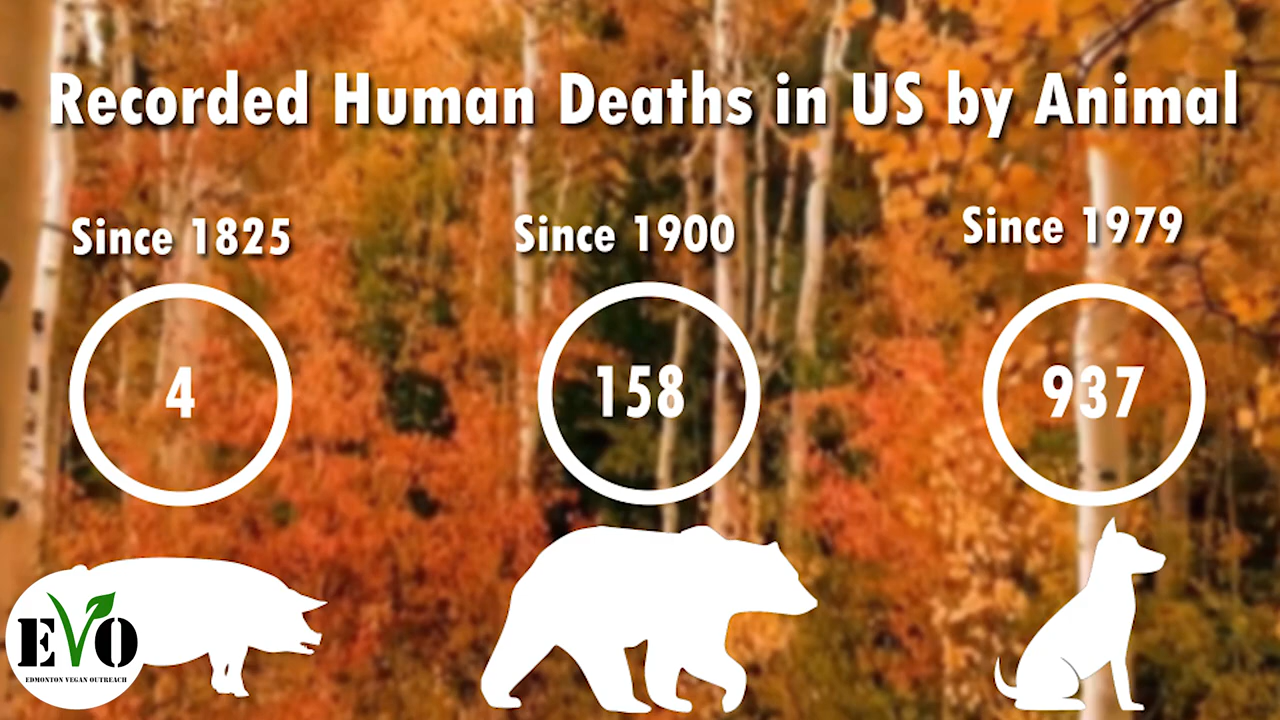 Recorded Human Deaths in US by Animal
Since 1825
Since 1900
Since 1979
4
158
937
EVO
EDMONTON VEGAN OUTREACH